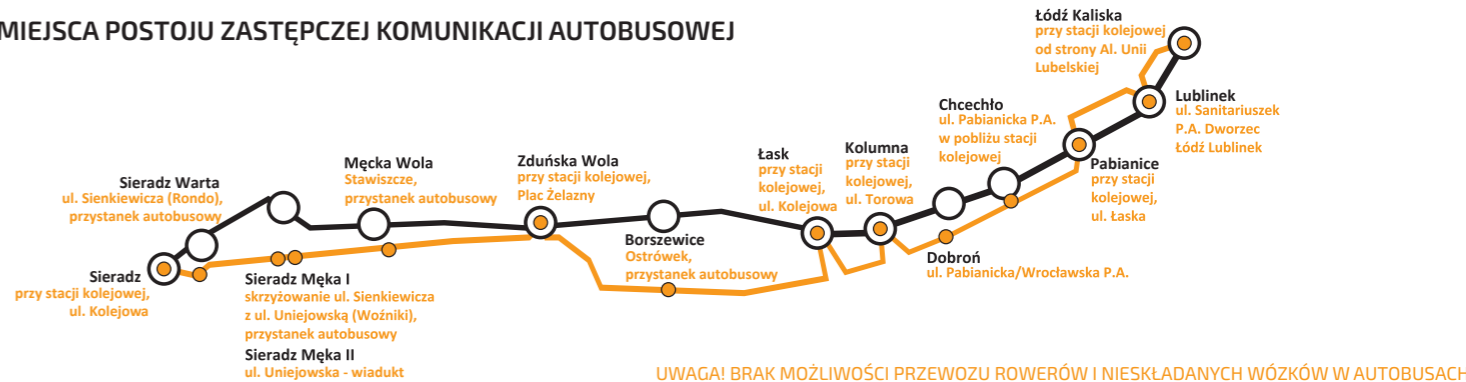 MIEJSCA POSTOJU ZASTĘPCZEJ KOMUNIKACJI AUTOBUSOWEJ
Łódź Kaliska
przy stacji kolejowej
od strony Al. Unii
Lubelskiej
Lublinek
ul. Sanitariuszek
P.A. Dworzec
Łódź Lublinek
Chcechło
ul. Pabianicka P.A.
w pobliżu stacji
kolejowej
Pabianice
przy stacji
kolejowej,
ul. Łaska
Kolumna
przy stacji
kolejowej,
ul. Torowa
Dobroń
ul. Pabianicka/Wrocławska P.A.
Łask
przy stacji
kolejowej,
ul. Kolejowa
Borszewice
Ostrówek,
przystanek autobusowy
Zduńska Wola
przy stacji kolejowej,
Plac Żelazny
Męcka Wola
Stawiszcze,
przystanek autobusowy
Sieradz Warta
ul. Sienkiewicza (Rondo),
przystanek autobusowy
Sieradz
przy stacji kolejowej,
ul. Kolejowa
Sieradz Męka I
skrzyżowanie ul. Sienkiewicza
z ul. Uniejowską (Woźniki),
przystanek autobusowy
Sieradz Męka II
ul. Uniejowska - wiadukt
UWAGA! BRAK MOŻLIWOŚCI PRZEWOZU ROWERÓW I NIESKŁADANYCH WÓZKÓW W AUTOBUSACH